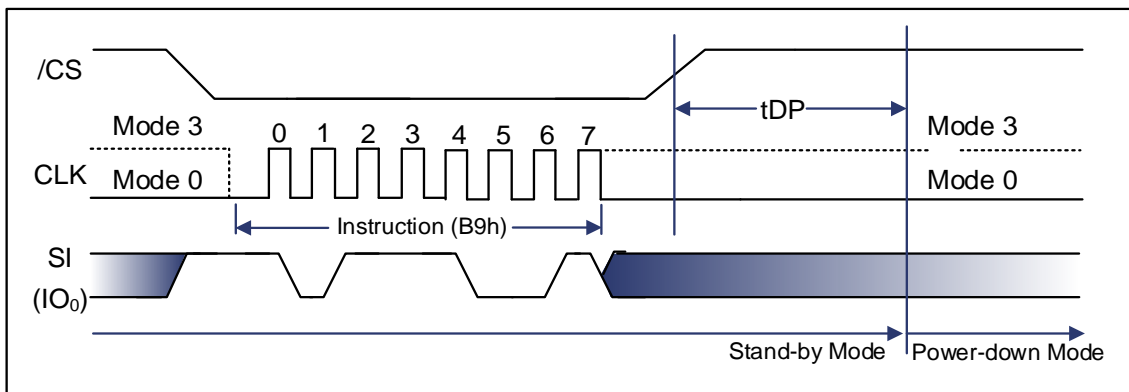 /CS
tDP
Mode 3
0 1 2 3 4 5 6 7
Mode 3
CLK
Mode 0
Mode 0
Instruction (B9h)
SI
(IO₀)
Stand-by Mode
Power-down Mode